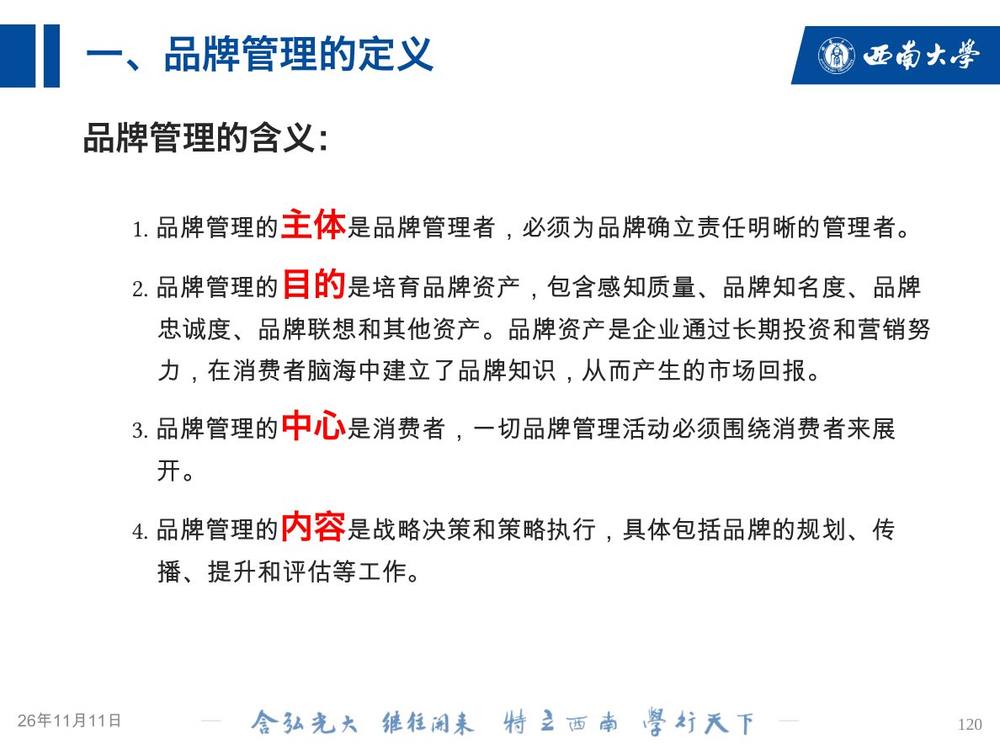 一、品牌管理的定义
西南大学
品牌管理的含义：
1. 品牌管理的主体是品牌管理者，必须为品牌确立责任明晰的管理者。
2. 品牌管理的目的是培育品牌资产，包含感知质量、品牌知名度、品牌
忠诚度、品牌联想和其他资产。品牌资产是企业通过长期投资和营销努
力，在消费者脑海中建立了品牌知识，从而产生的市场回报。
3. 品牌管理的中心是消费者，一切品牌管理活动必须围绕消费者来展
开。
4. 品牌管理的内容是战略决策和策略执行，具体包括品牌的规划、传
播、提升和评估等工作。
26年11月11日
含弘光大 继往开来 特立西南 學行天下
120